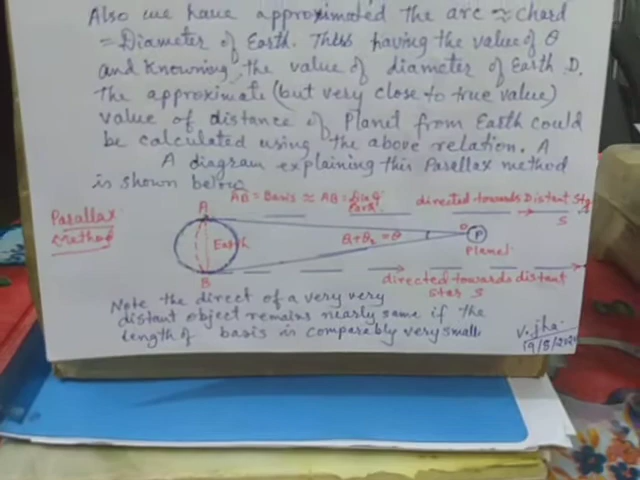 Also we have approximated the arc ≈ chord
= Diameter of Earth. Thus having the value of θ
and Knowning, the value of diameter of Earth D.
The approximate (but very close to true value)
value of distance of Planet from Earth could
be calculated using the above relation. A
A diagram explaining this Parallax method
is shown below
AB = Basis ≈ AB =
directed towards Distant Star
S
Parallax
method
A
Earth
B
θ1+θ2 = θ
P
Planet
directed towards distant
Star S
Note the direct of a very very
distant object remains nearly same if the
length of basis is comparably very small.
V. Jha